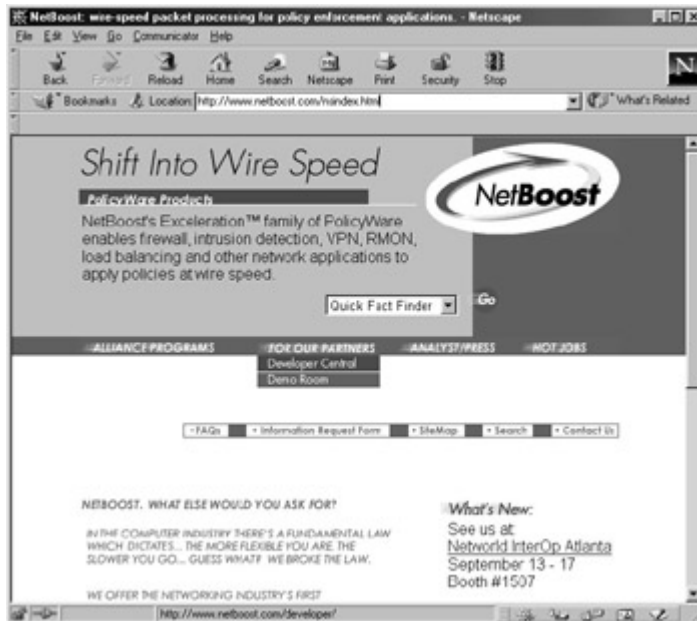 NetBoost: wire-speed packet processing for policy enforcement applications. - Netscape
File Edit View Go Communicator Help
Back Forward Reload Home Search Netscape Print Security Stop
N
Bookmarks Location: http://www.netboost.com/nsindex.html What's Related
Shift Into Wire Speed
NetBoost
PolicyWare Products
NetBoost's Exceleration™ family of PolicyWare
enables firewall, intrusion detection, VPN, RMON,
load balancing and other network applications to
apply policies at wire speed.
Quick Fact Finder Go
ALLIANCE PROGRAMS FOR OUR PARTNERS ANALYST/PRESS HOT JOBS
Developer Central
Demo Room
• FAQs • Information Request Form • SiteMap • Search • Contact Us
NETBOOST. WHAT ELSE WOULD YOU ASK FOR?
IN THE COMPUTER INDUSTRY THERE'S A FUNDAMENTAL LAW
WHICH DICTATES... THE MORE FLEXIBLE YOU ARE, THE
SLOWER YOU GO... GUESS WHAT? WE BROKE THE LAW.
WE OFFER THE NETWORKING INDUSTRY'S FIRST
What's New:
See us at
Networld InterOp Atlanta
September 13 - 17
Booth #1507
http://www.netboost.com/developer/